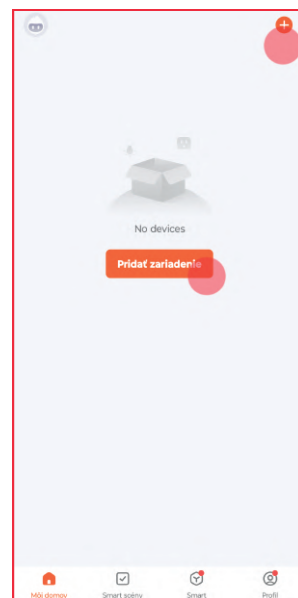 No devices
Pridať zariadenie
Môj domov
Smart scény
Smart
Profil